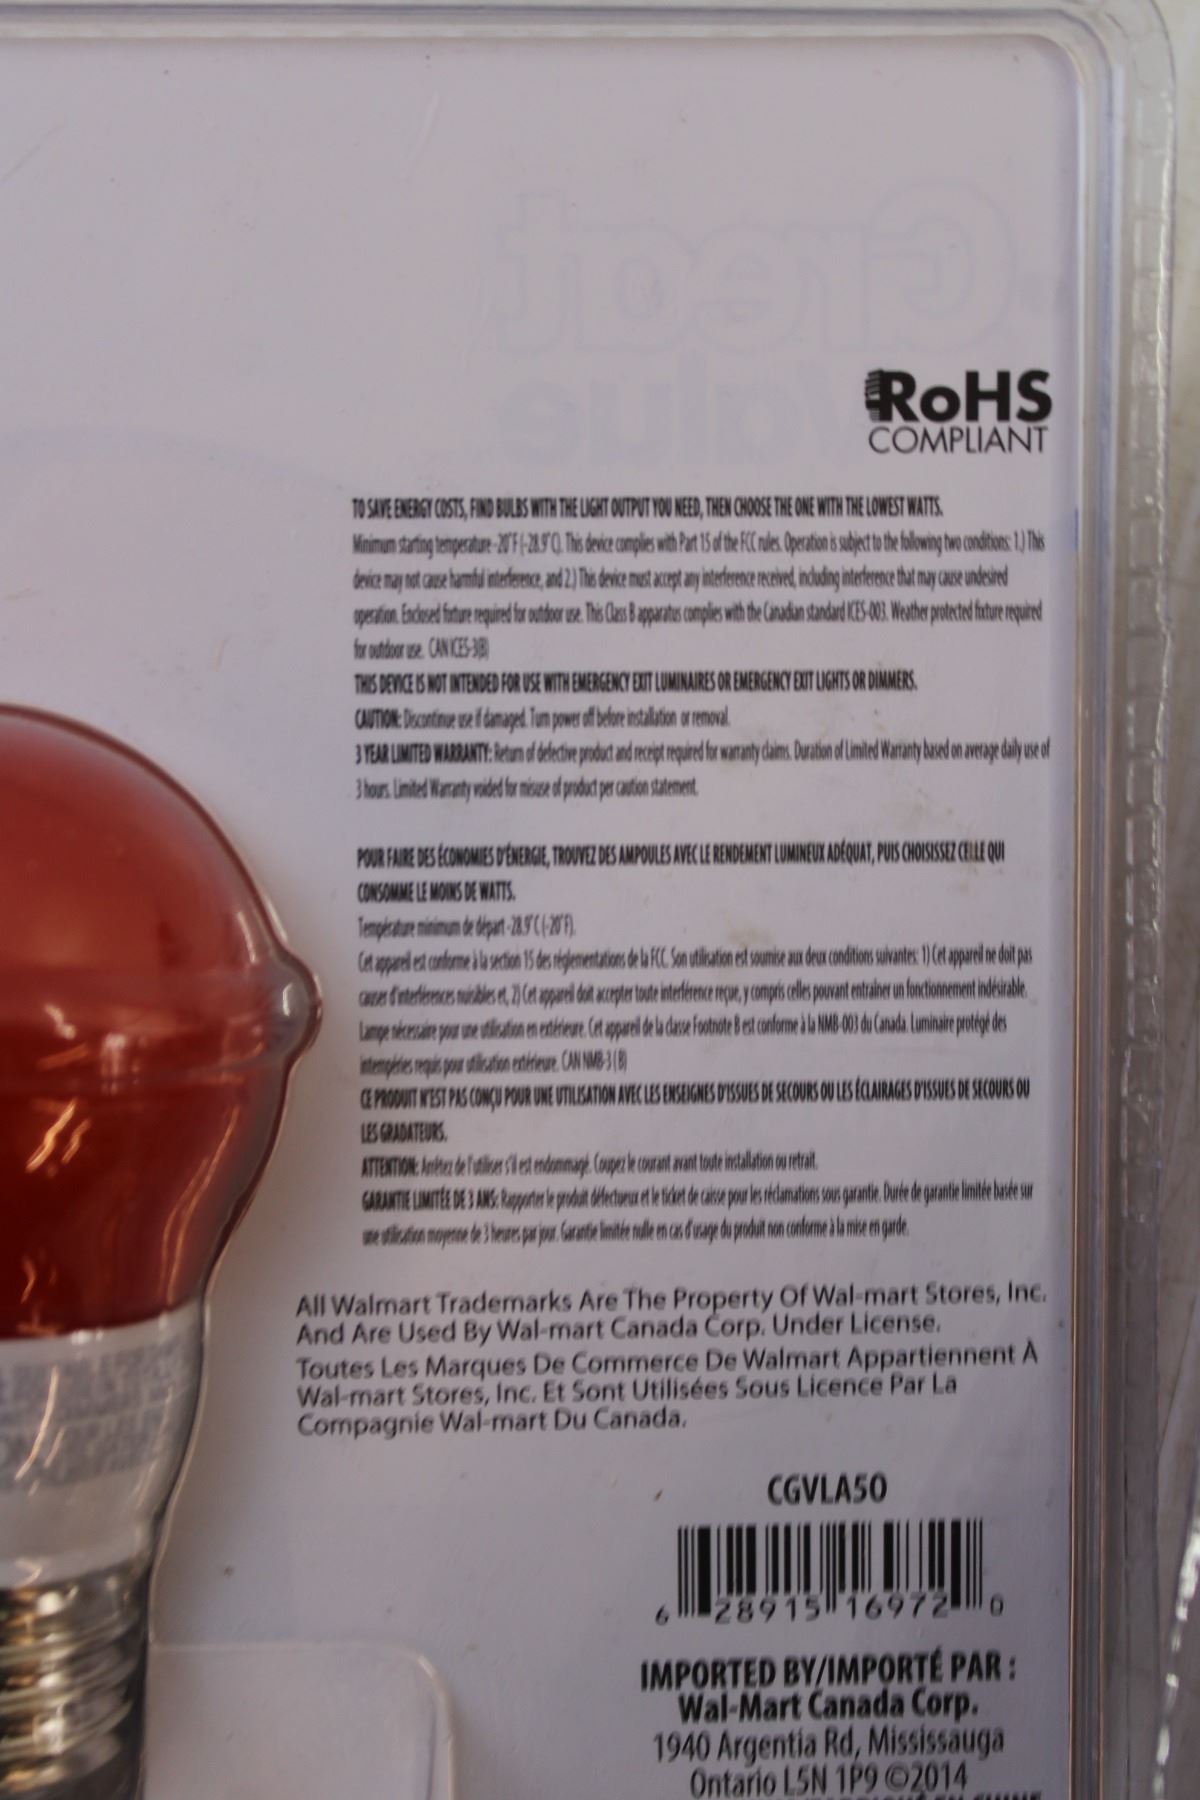 Great
Value
RoHS
COMPLIANT
TO SAVE ENERGY COSTS, FIND BULBS WITH THE LIGHT OUTPUT YOU NEED, THEN CHOOSE THE ONE WITH THE LOWEST WATTS.
Minimum starting temperature -20°F (-28.9°C). This device complies with Part 15 of the FCC rules. Operation is subject to the following two conditions: 1.) This
device may not cause harmful interference, and 2.) This device must accept any interference received, including interference that may cause undesired
operation. Enclosed fixture required for outdoor use. This Class B apparatus complies with the Canadian standard ICES-003. Weather protected fixture required
for outdoor use. CAN ICES-3(B)
THIS DEVICE IS NOT INTENDED FOR USE WITH EMERGENCY EXIT LUMINAIRES OR EMERGENCY EXIT LIGHTS OR DIMMERS.
CAUTION: Discontinue use if damaged. Turn power off before installation or removal.
3 YEAR LIMITED WARRANTY: Return of defective product and receipt required for warranty claims. Duration of Limited Warranty based on average daily use of
3 hours. Limited Warranty voided for misuse of product per caution statement.
POUR FAIRE DES ÉCONOMIES D'ÉNERGIE, TROUVEZ DES AMPOULES AVEC LE RENDEMENT LUMINEUX ADÉQUAT, PUIS CHOISISSEZ CELLE QUI
CONSOMME LE MOINS DE WATTS.
Température minimum de départ -28.9°C (-20°F).
Cet appareil est conforme à la section 15 des réglementations de la FCC. Son utilisation est soumise aux deux conditions suivantes: 1) Cet appareil ne doit pas
causer d'interférences nuisibles et, 2) Cet appareil doit accepter toute interférence reçue, y compris celles pouvant entraîner un fonctionnement indésirable.
Lampe nécessaire pour une utilisation en extérieure. Cet appareil de la classe Footnote B est conforme à la NMB-003 du Canada. Luminaire protégé des
intempéries requis pour utilisation extérieure. CAN NMB-3 (B)
CE PRODUIT N'EST PAS CONÇU POUR UNE UTILISATION AVEC LES ENSEIGNES D'ISSUES DE SECOURS OU LES ÉCLAIRAGES D'ISSUES DE SECOURS OU
LES GRADATEURS.
ATTENTION: Arrêtez de l'utiliser s'il est endommagé. Coupez le courant avant toute installation ou retrait.
GARANTIE LIMITÉE DE 3 ANS: Rapporter le produit défectueux et le ticket de caisse pour les réclamations sous garantie. Durée de garantie limitée basée sur
une utilisation moyenne de 3 heures par jour. Garantie limitée nulle en cas d'usage du produit non conforme à la mise en garde.
All Walmart Trademarks Are The Property Of Wal-mart Stores, Inc.
And Are Used By Wal-mart Canada Corp. Under License.
Toutes Les Marques De Commerce De Walmart Appartiennent À
Wal-mart Stores, Inc. Et Sont Utilisées Sous Licence Par La
Compagnie Wal-mart Du Canada.
CGVLA50
6 28915 16972 0
IMPORTED BY/IMPORTÉ PAR :
Wal-Mart Canada Corp.
1940 Argentia Rd, Mississauga
Ontario L5N 1P9 ©2014